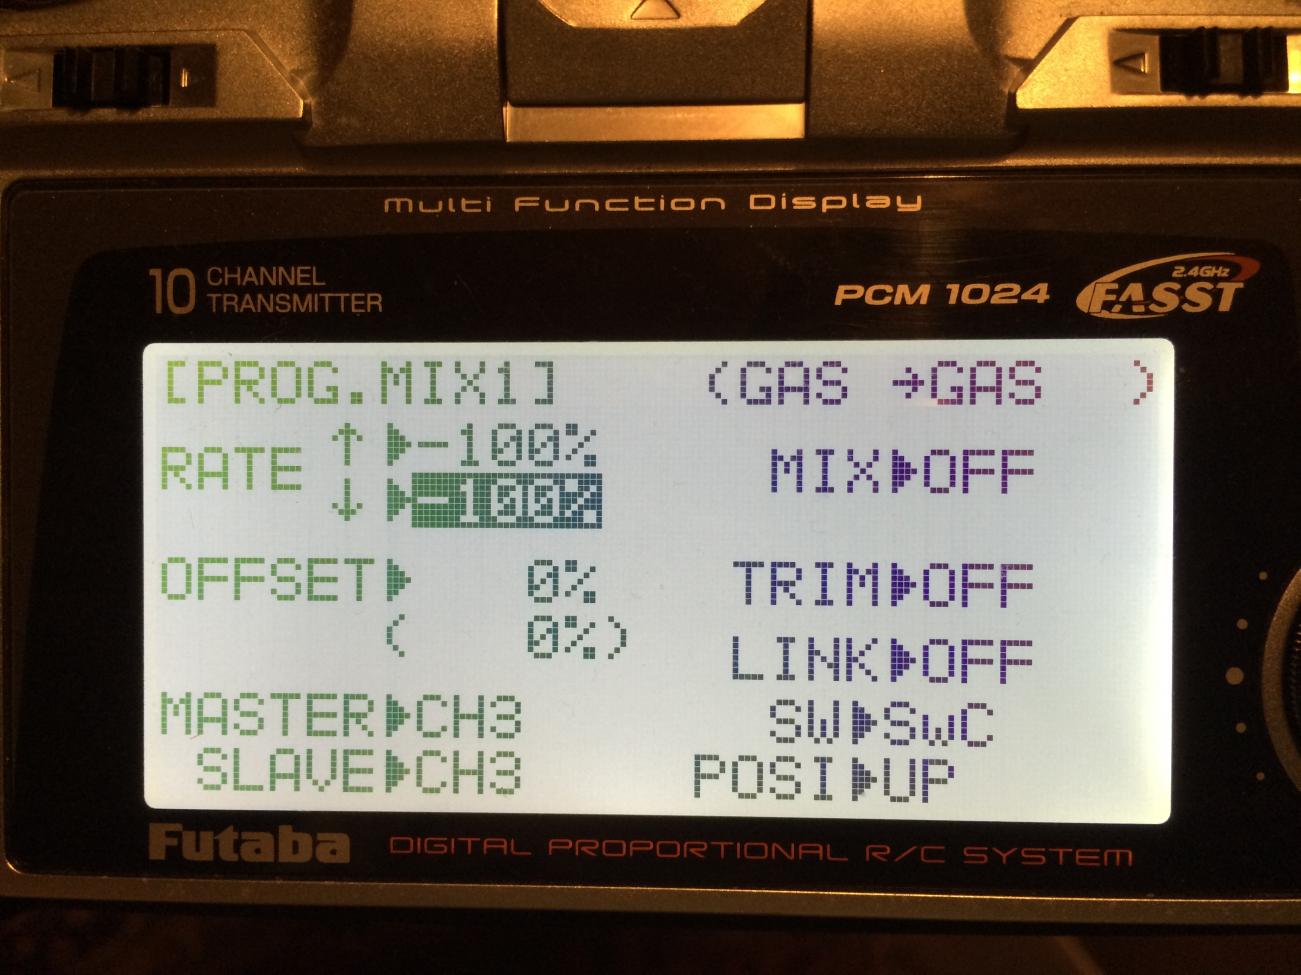 Multi Function Display
10 CHANNEL
TRANSMITTER
PCM 1024
2.4GHz
FASST
[PROG.MIX1] (GAS →GAS )
RATE ↑ ▶-100%
↓ ▶-100%
MIX▶OFF
OFFSET▶ 0%
( 0%)
TRIM▶OFF
LINK▶OFF
MASTER▶CH3
SLAVE▶CH3
SW▶SwC
POSI▶UP
Futaba DIGITAL PROPORTIONAL R/C SYSTEM